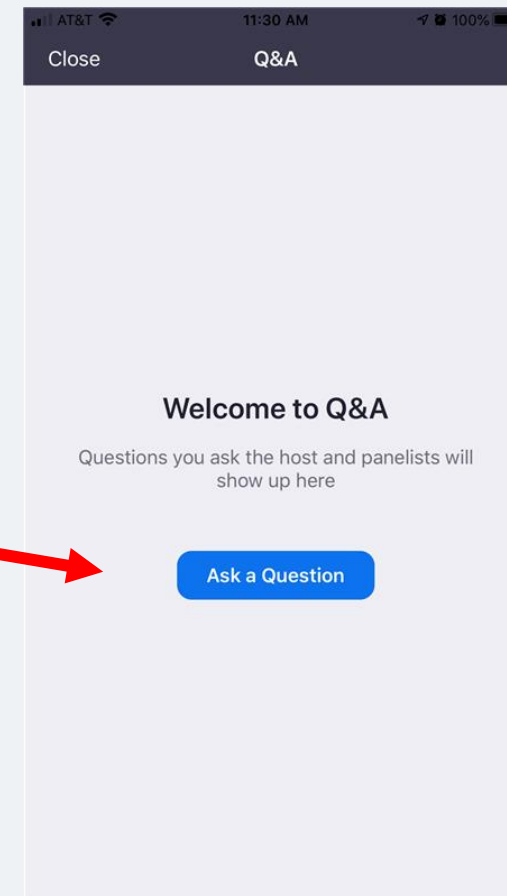 AT&T 11:30 AM 100%
Close Q&A
Welcome to Q&A
Questions you ask the host and panelists will
show up here
Ask a Question